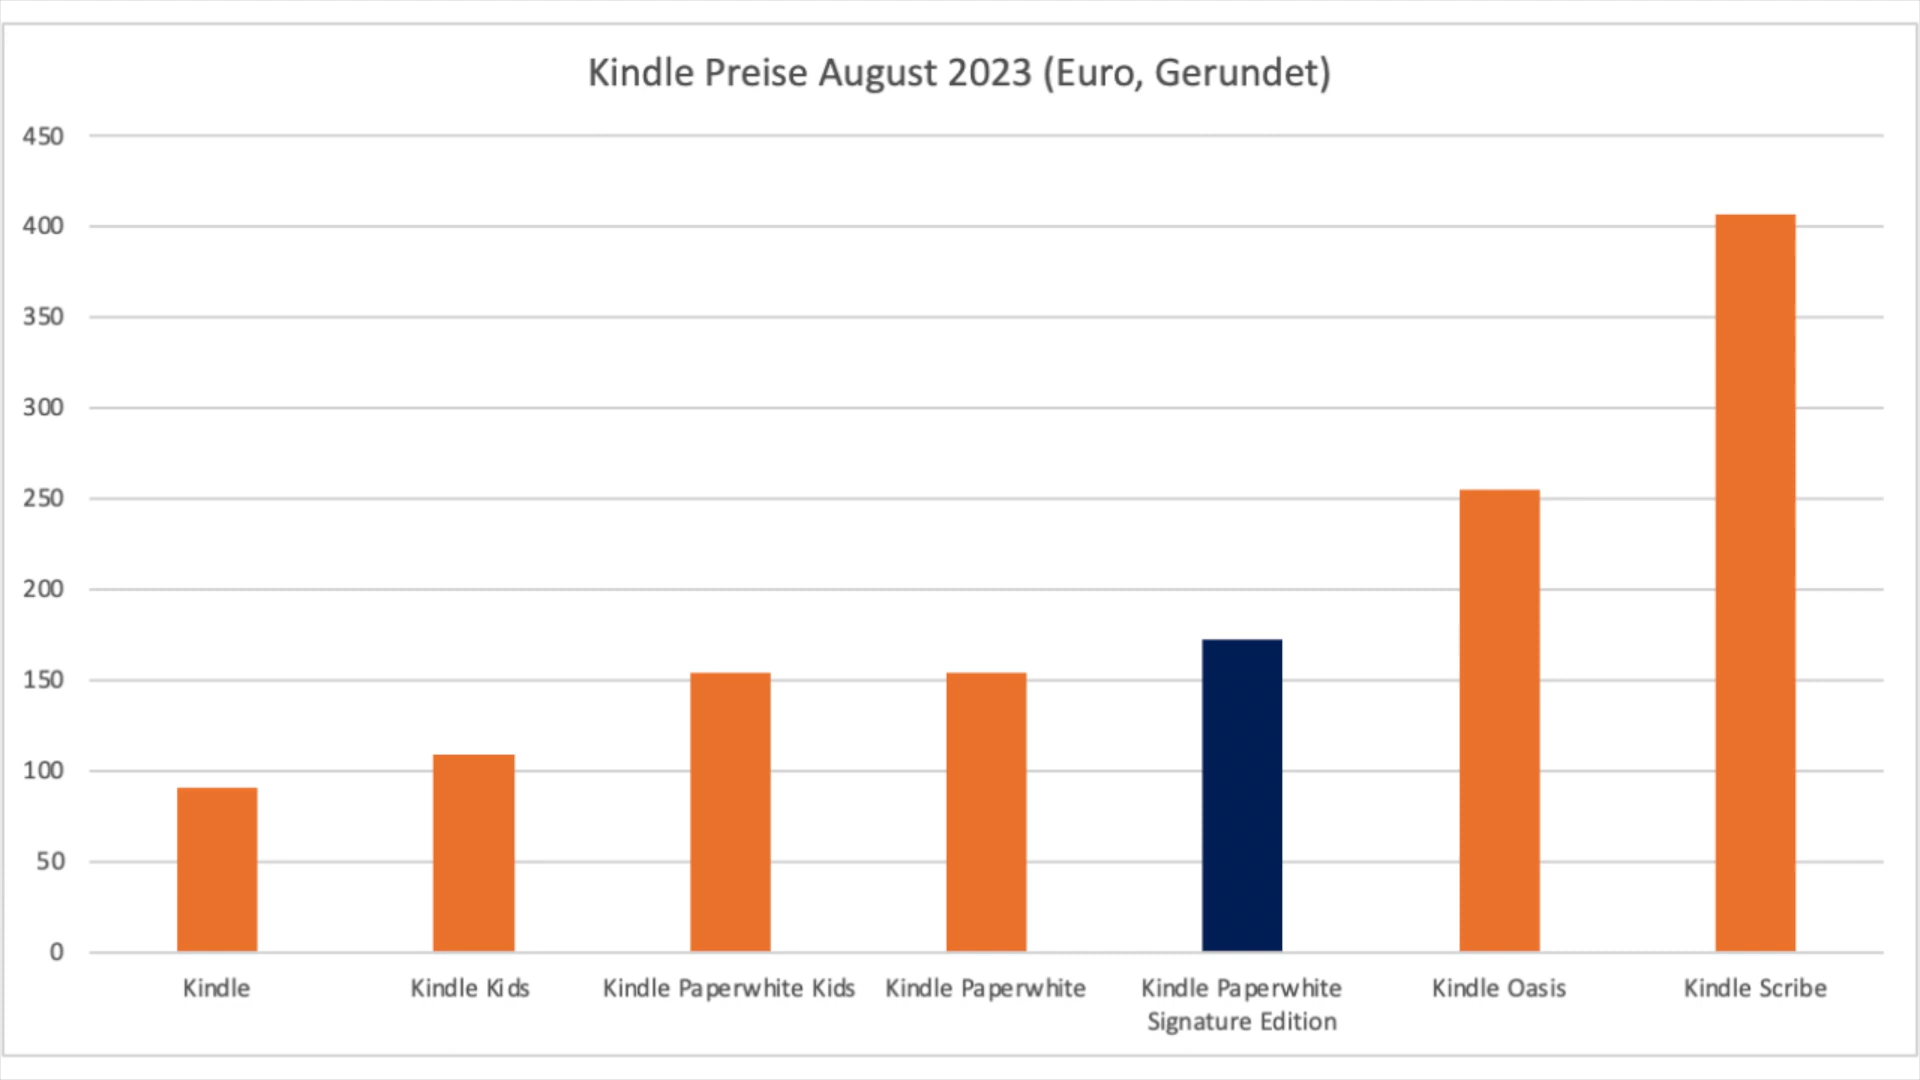 Kindle Preise August 2023 (Euro, Gerundet)
450
400
350
300
250
200
150
100
50
0
Kindle
Kindle Kids
Kindle Paperwhite Kids
Kindle Paperwhite
Kindle Paperwhite
Signature Edition
Kindle Oasis
Kindle Scribe